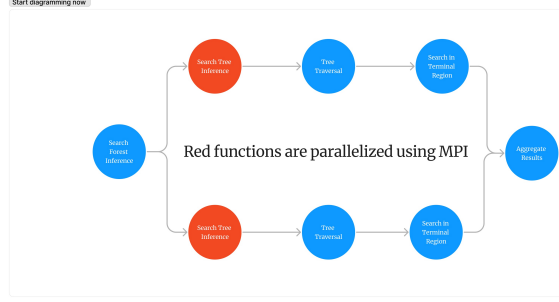 Start diagramming now
Search Tree
Inference
Tree
Traversal
Search in
Terminal
Region
Search
Forest
Inference
Red functions are parallelized using MPI
Aggregate
Results
Search Tree
Inference
Tree
Traversal
Search in
Terminal
Region